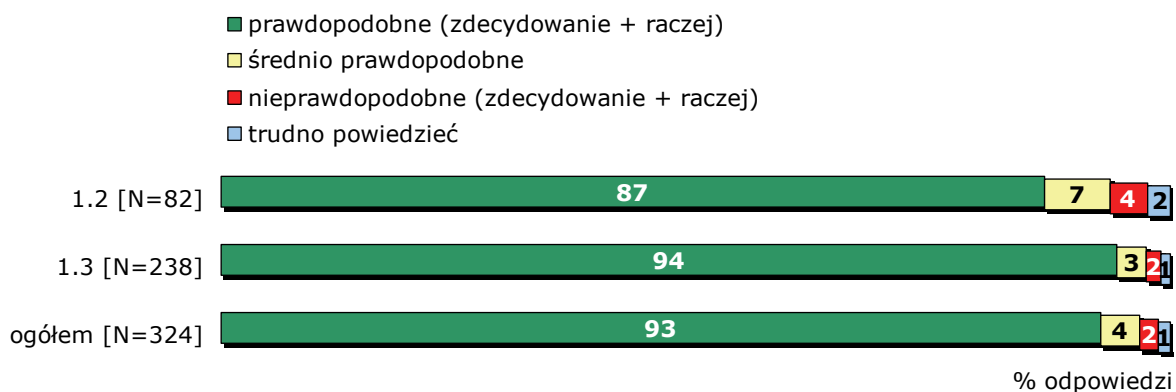 prawdopodobne (zdecydowanie + raczej)
średnio prawdopodobne
nieprawdopodobne (zdecydowanie + raczej)
trudno powiedzieć
1.2 [N=82] 87 7 4 2
1.3 [N=238] 94 3 2 1
ogółem [N=324] 93 4 2 1
% odpowiedzi